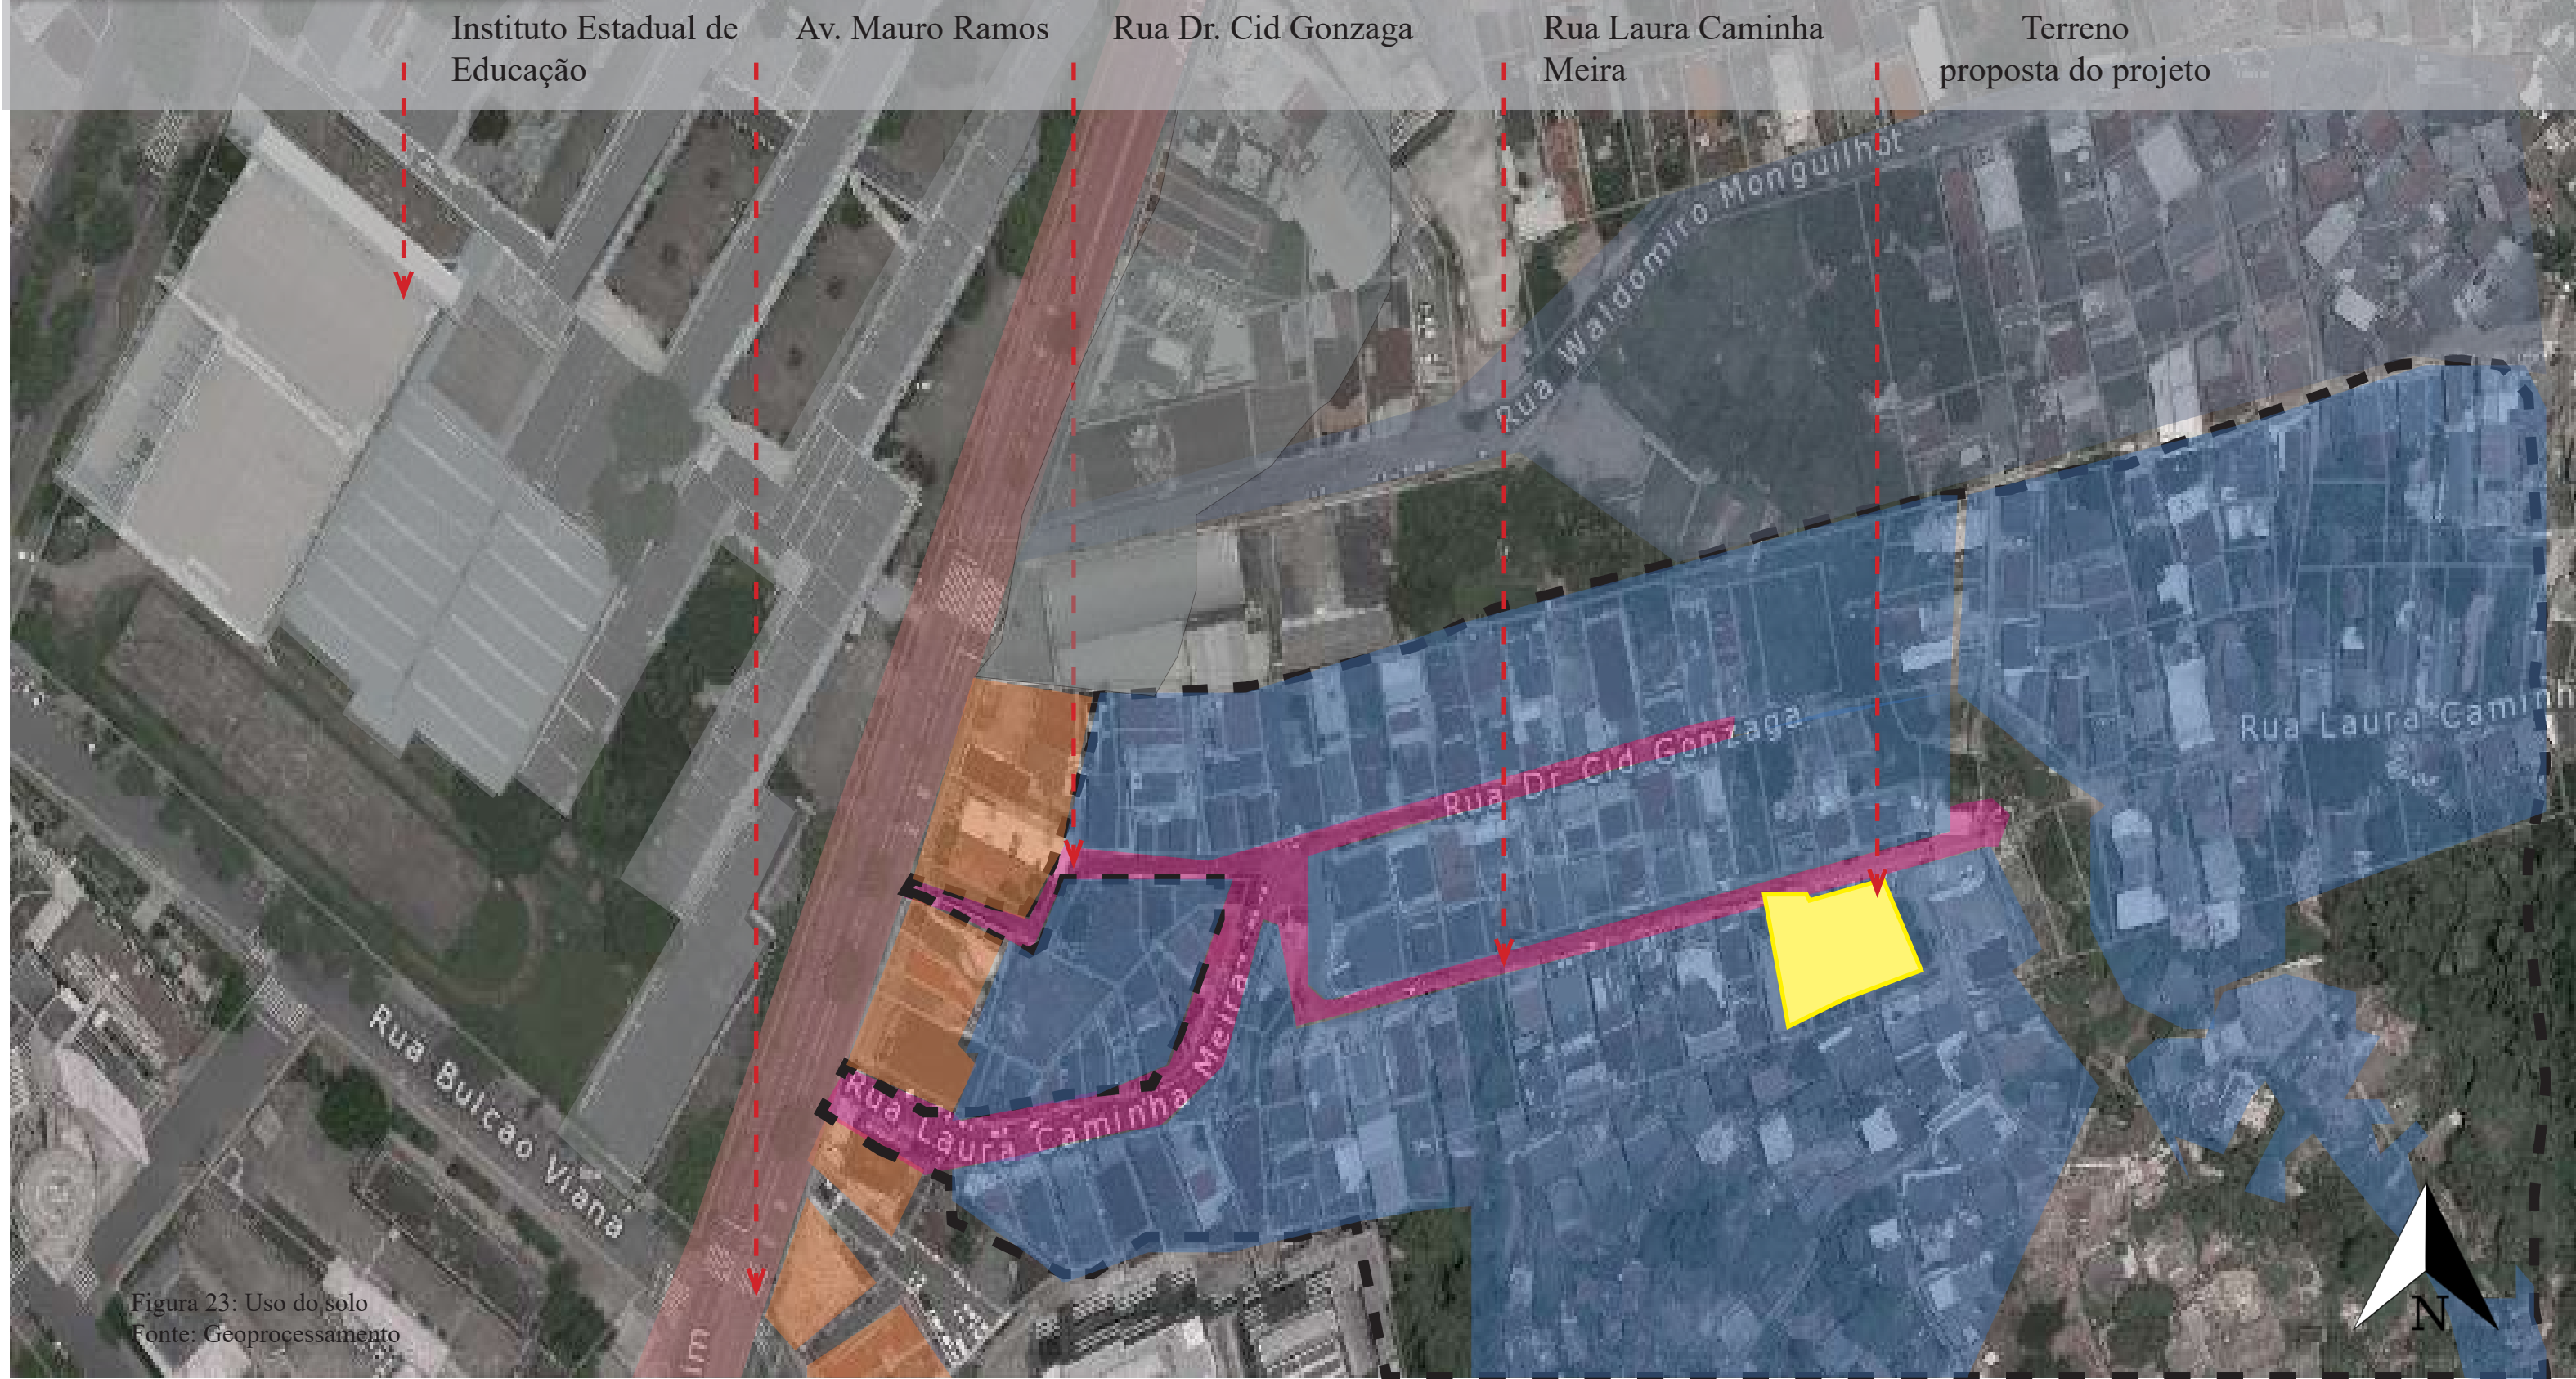 Instituto Estadual de
Educação
Av. Mauro Ramos
Rua Dr. Cid Gonzaga
Rua Laura Caminha
Meira
Terreno
proposta do projeto
Rua Waldomiro Monguilhot
Rua Laura Caminh
Rua Dr Cid Gonzaga
Rua Laura Caminha Meira
Rua Bulcao Viana
Figura 23: Uso do solo
Fonte: Geoprocessamento
N